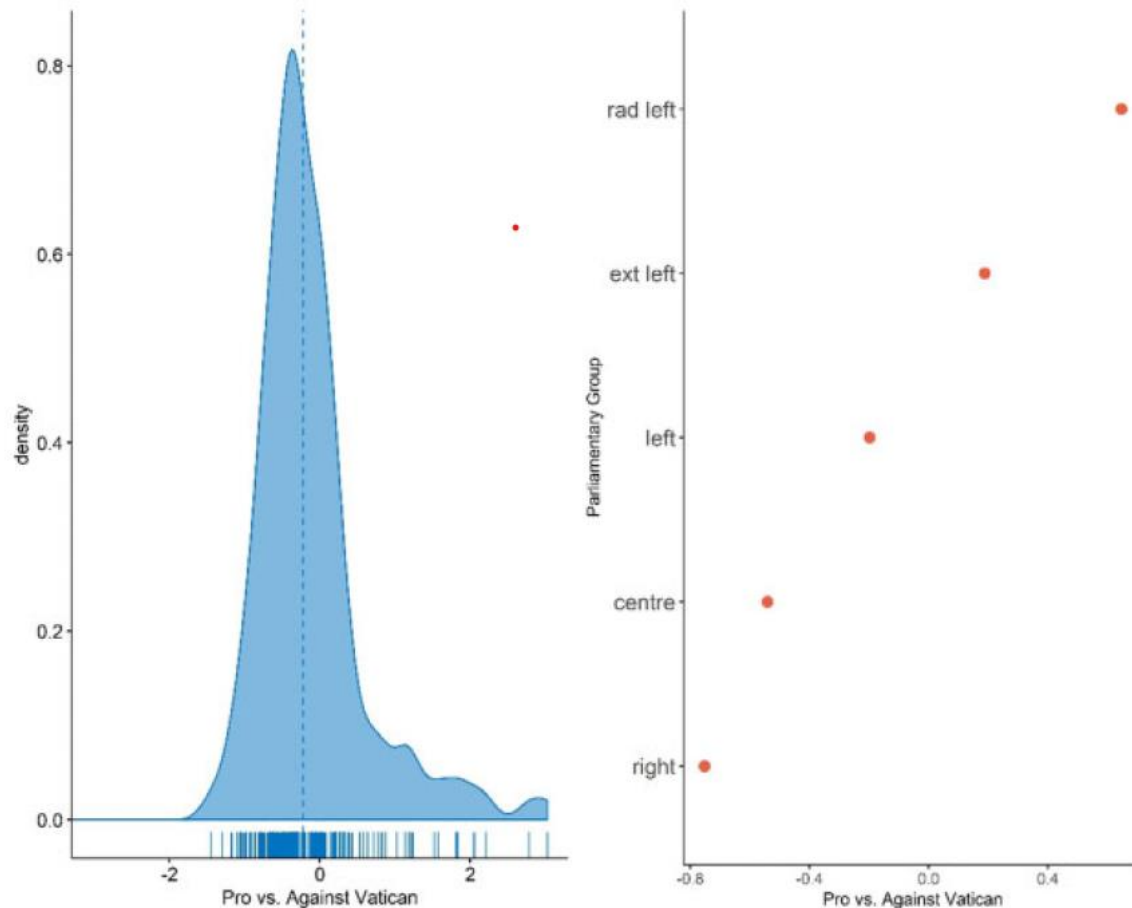 0.8
0.6
0.4
0.2
0.0
density
-2
0
2
Pro vs. Against Vatican
rad left
ext left
left
centre
right
Parliamentary Group
-0.8
-0.4
0.0
0.4
Pro vs. Against Vatican